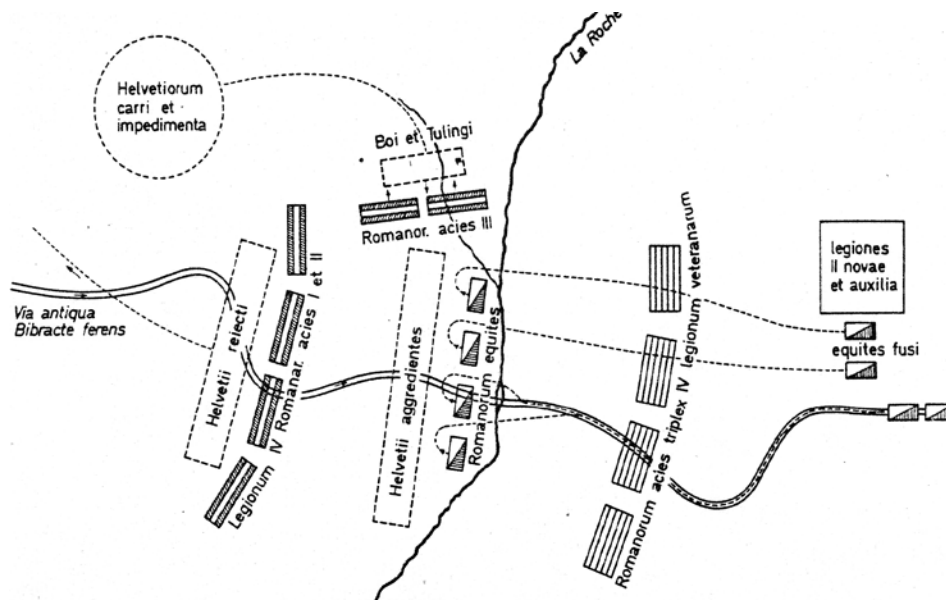 La Roche
Helvetiorum
carri et
impedimenta
Boi et Tulingi
Romanor. acies III
Via antiqua
Bibracte ferens
Helvetii reiecti
Legionum IV Romanar. acies I et II
Helvetii aggredientes
Romanorum equites
Romanorum acies triplex IV legionum veteranarum
legiones
II novae
et auxilia
equites fusi